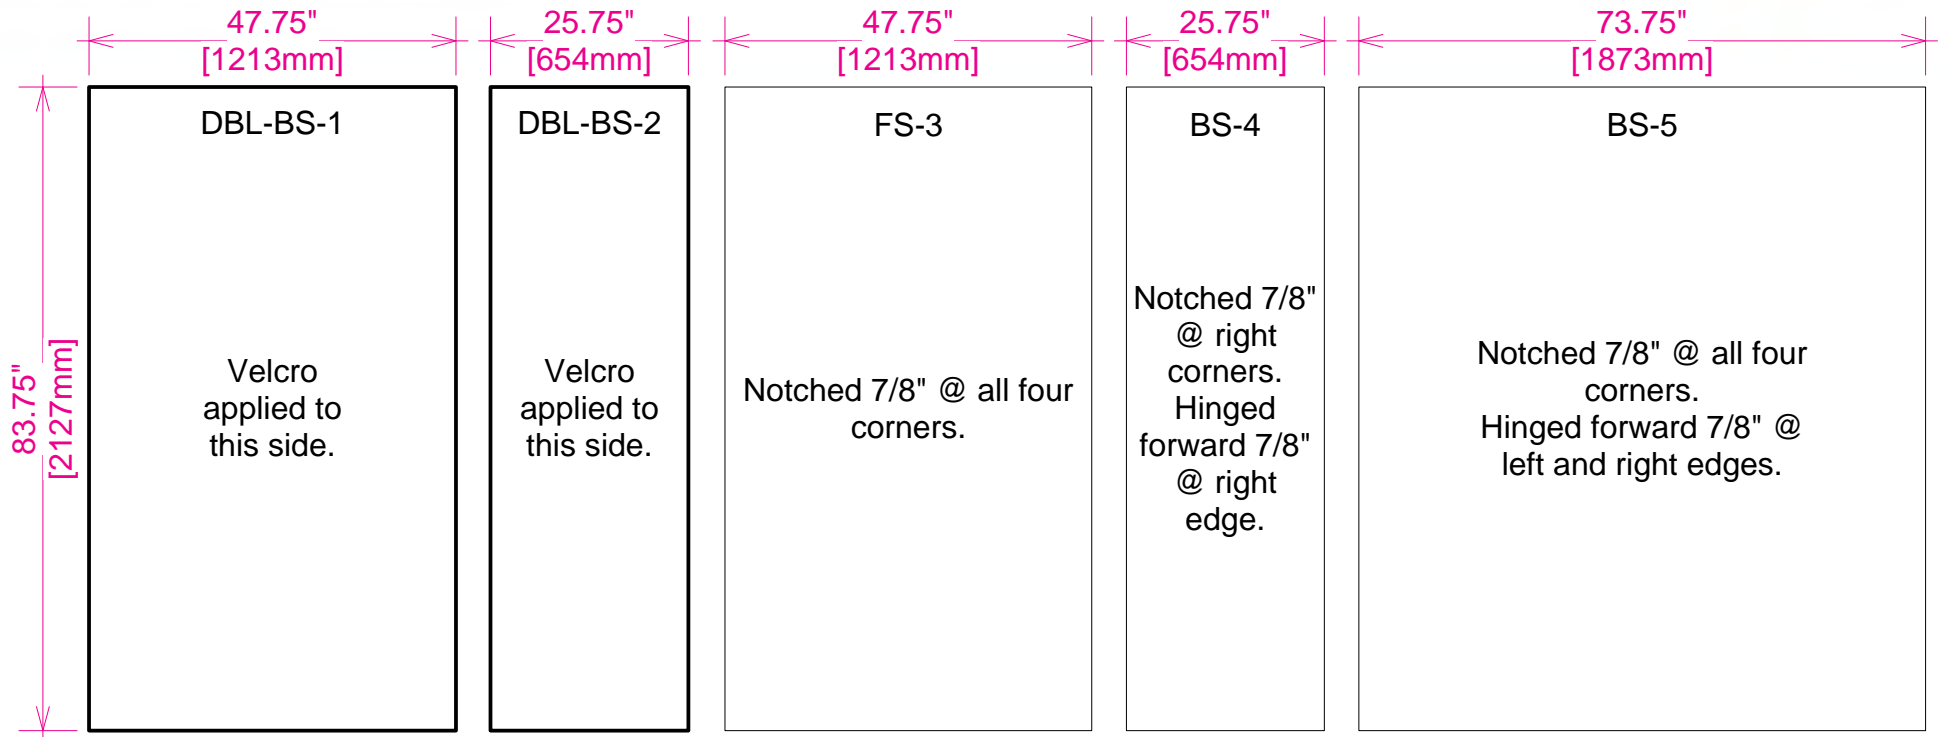 47.75"
[1213mm]
25.75"
[654mm]
47.75"
[1213mm]
25.75"
[654mm]
73.75"
[1873mm]
83.75"
[2127mm]
DBL-BS-1
Velcro
applied to
this side.
DBL-BS-2
Velcro
applied to
this side.
FS-3
Notched 7/8" @ all four
corners.
BS-4
Notched 7/8"
@ right
corners.
Hinged
forward 7/8"
@ right
edge.
BS-5
Notched 7/8" @ all four
corners.
Hinged forward 7/8" @
left and right edges.